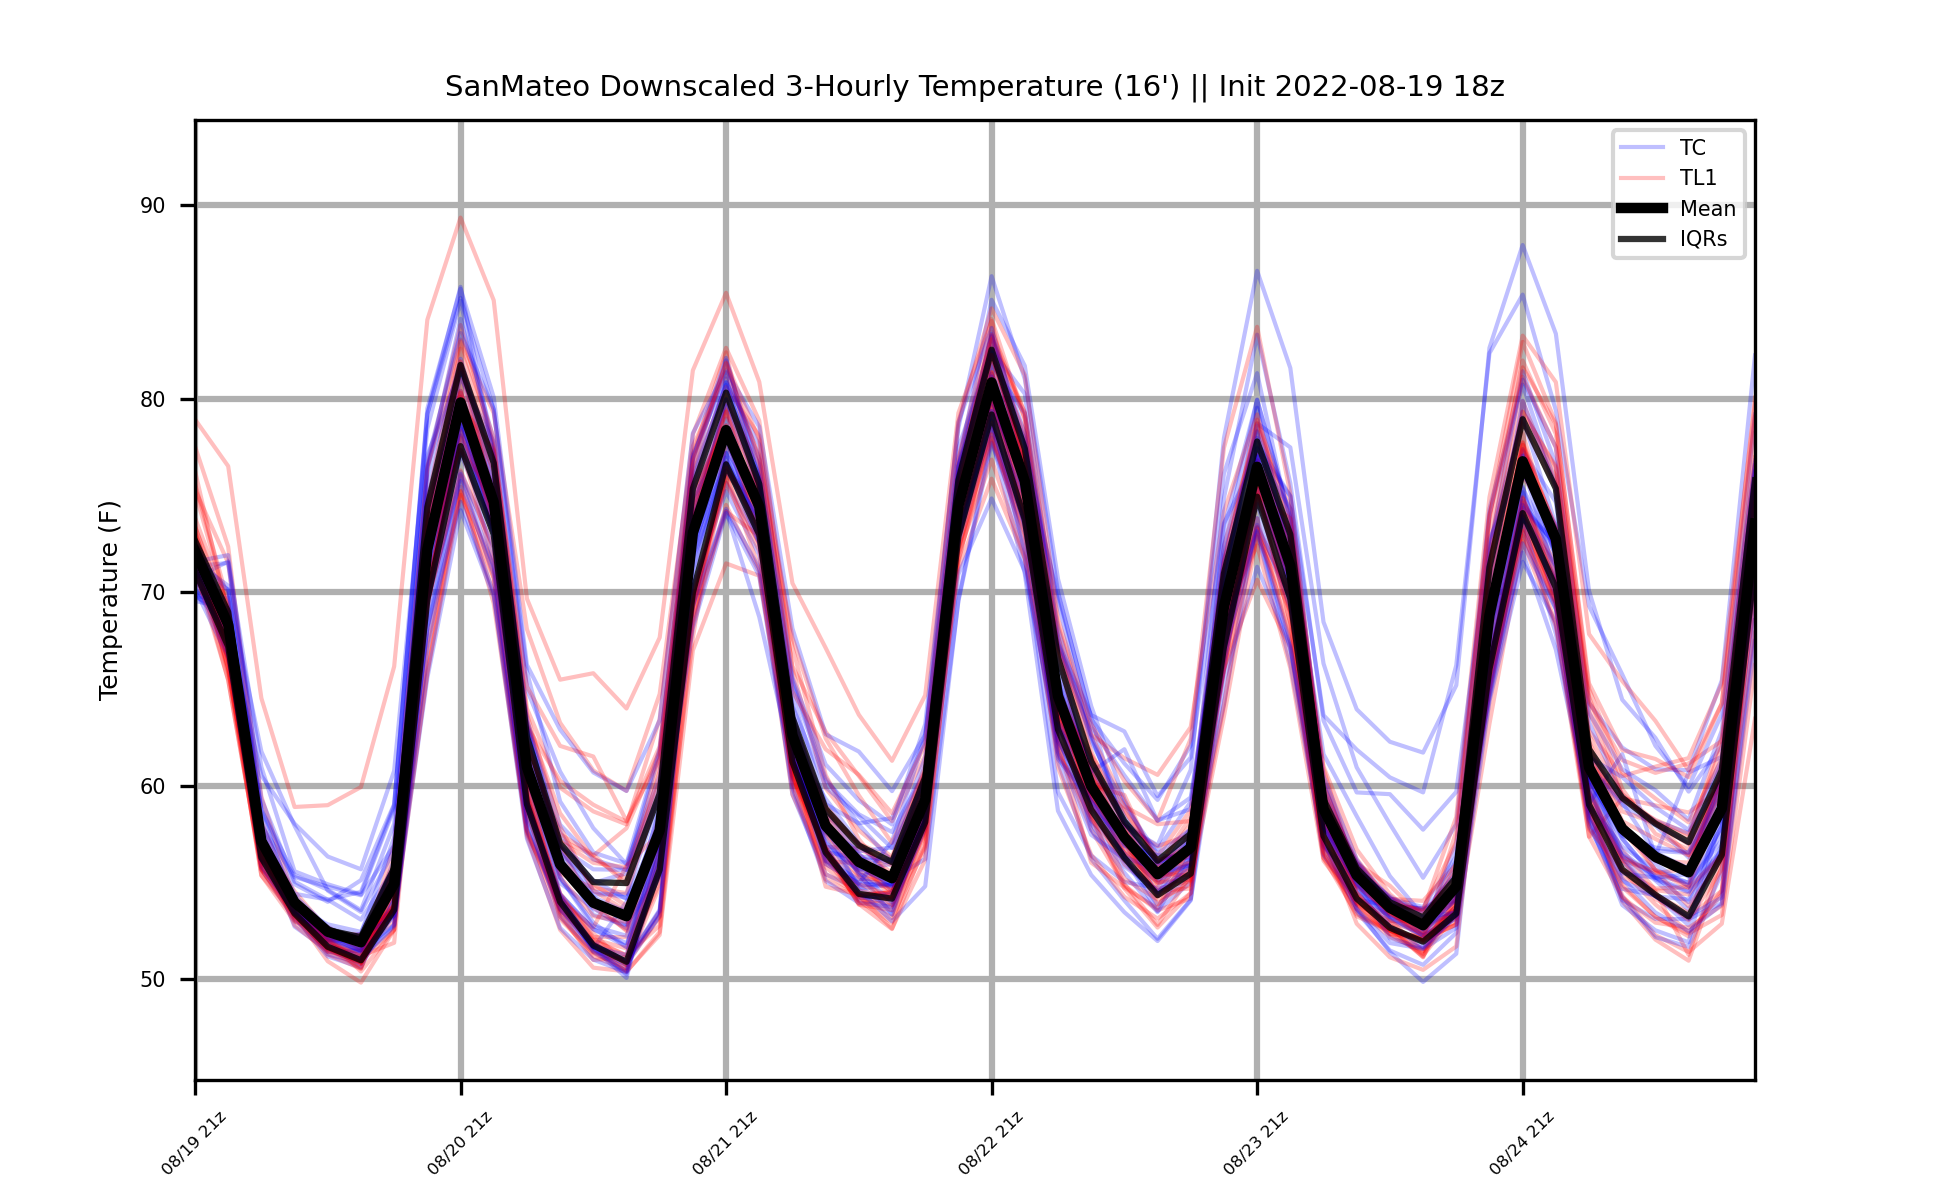 SanMateo Downscaled 3-Hourly Temperature (16') || Init 2022-08-19 18z
TC
TL1
Mean
IQRs
Temperature (F)
90
80
70
60
50
08/19 21z
08/20 21z
08/21 21z
08/22 21z
08/23 21z
08/24 21z